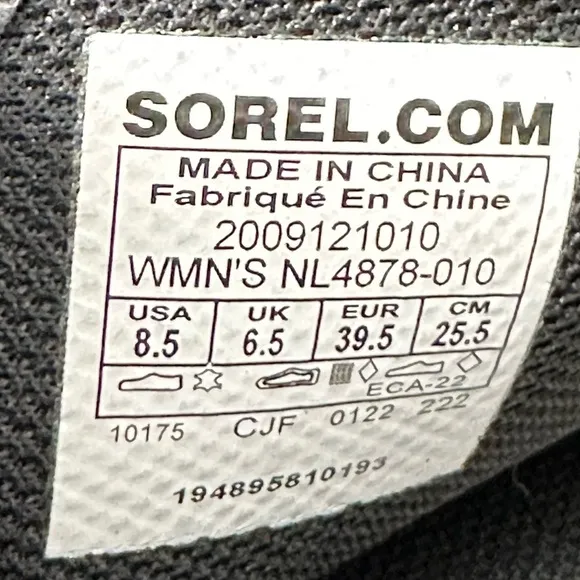 SOREL.COM
MADE IN CHINA
Fabriqué En Chine
2009121010
WMN'S NL4878-010
USA UK EUR CM
8.5 6.5 39.5 25.5
ECA-22
10175 CJF 0122 222
194895810193